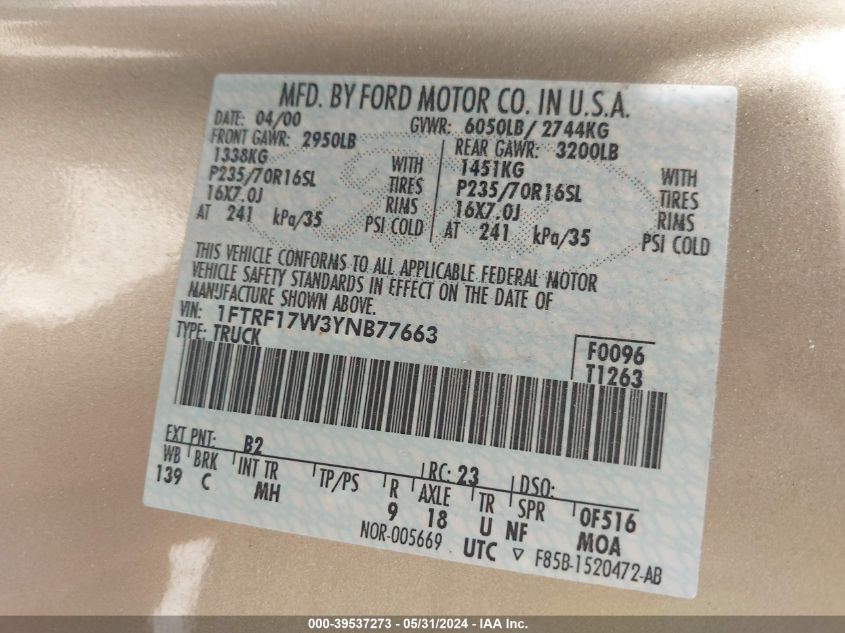 MFD. BY FORD MOTOR CO. IN U.S.A.
DATE: 04/00 GVWR: 6050LB/ 2744KG
FRONT GAWR: 2950LB REAR GAWR: 3200LB
1338KG WITH 1451KG WITH
P235/70R16SL TIRES P235/70R16SL TIRES
16X7.0J RIMS 16X7.0J RIMS
AT 241 kPa/35 PSI COLD AT 241 kPa/35 PSI COLD
THIS VEHICLE CONFORMS TO ALL APPLICABLE FEDERAL MOTOR
VEHICLE SAFETY STANDARDS IN EFFECT ON THE DATE OF
MANUFACTURE SHOWN ABOVE.
VIN: 1FTRF17W3YNB77663
TYPE: TRUCK
F0096
T1263
EXT PNT: B2 RC: 23 DSO:
WB BRK INT TR TP/PS R AXLE TR SPR 0F516
139 C MH 9 18 U NF MOA
NOR-005669 UTC ▽ F85B-1520472-AB
000-39537273 - 05/31/2024 - IAA Inc.